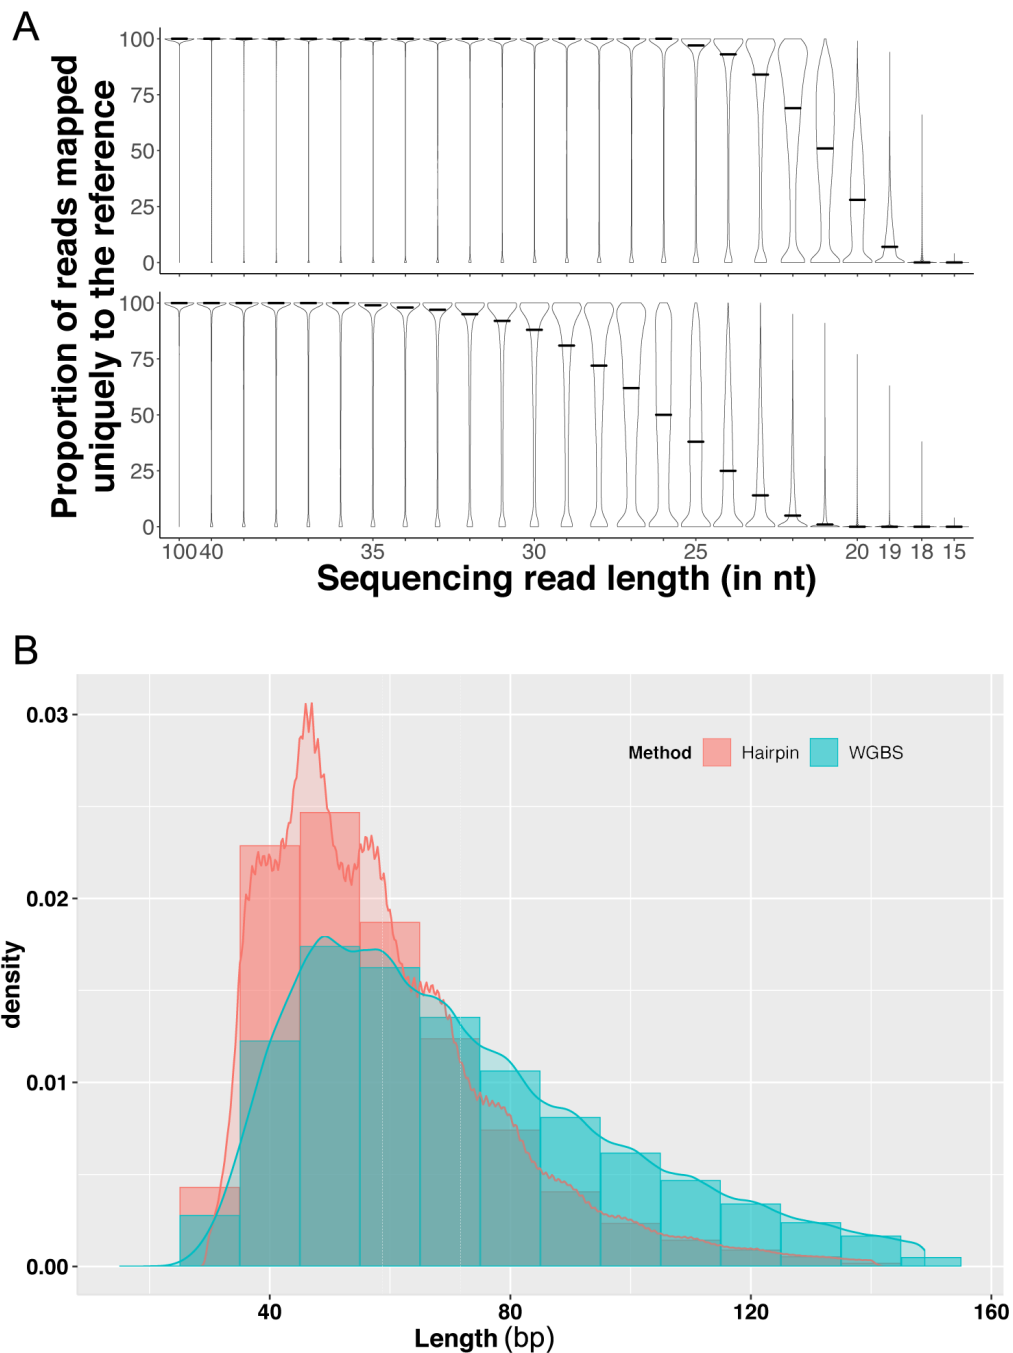 A
Proportion of reads mapped
uniquely to the reference
100
75
50
25
0
100
75
50
25
0
100 40 35 30 25 20 19 18 15
Sequencing read length (in nt)
B
density
0.03
0.02
0.01
0.00
Method Hairpin WGBS
40 80 120 160
Length (bp)